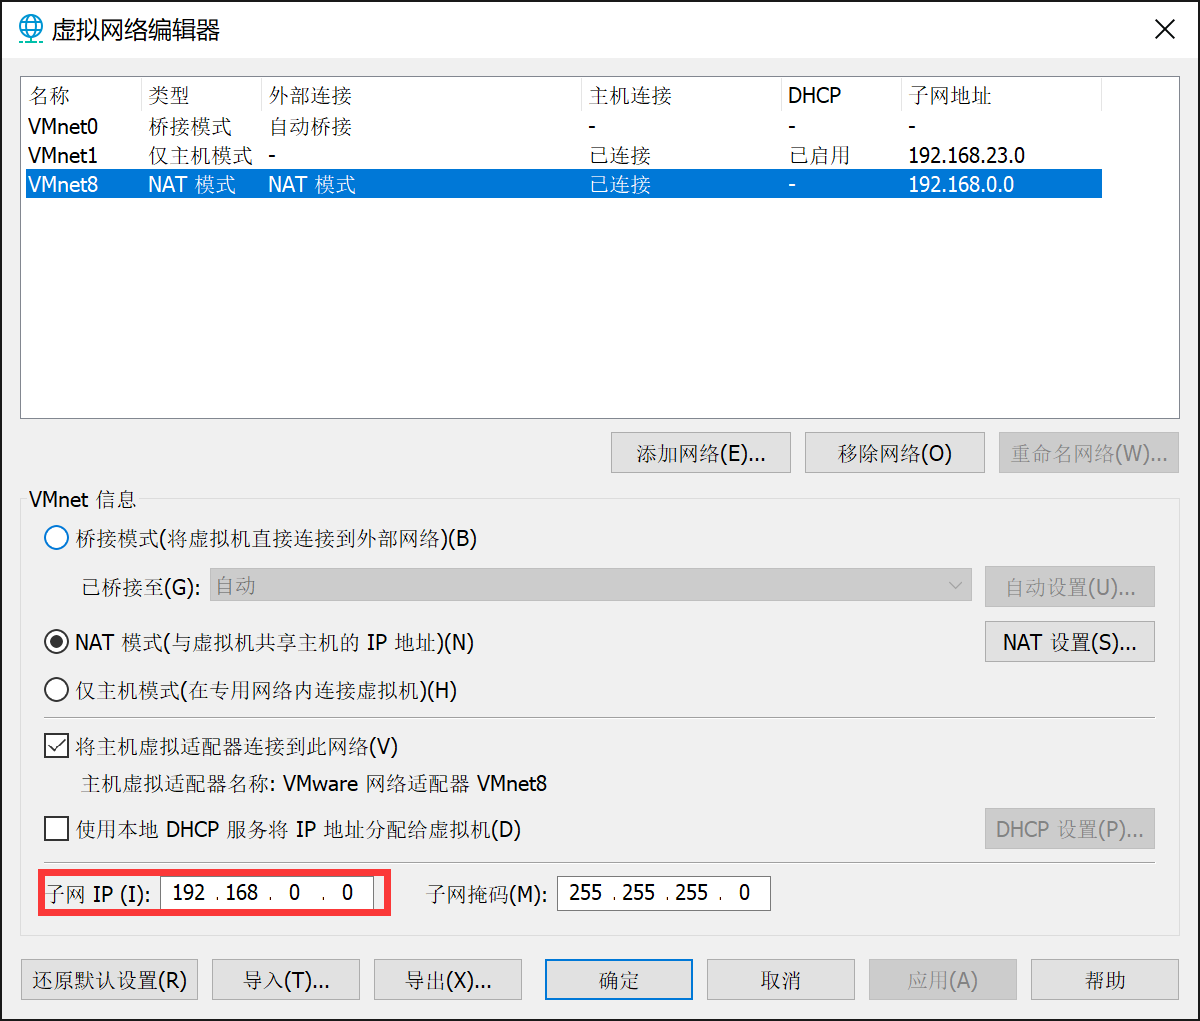 虚拟网络编辑器
名称 类型 外部连接 主机连接 DHCP 子网地址
VMnet0 桥接模式 自动桥接 - - -
VMnet1 仅主机模式 - 已连接 已启用 192.168.23.0
VMnet8 NAT 模式 NAT 模式 已连接 - 192.168.0.0
添加网络(E)... 移除网络(O) 重命名网络(W)...
VMnet 信息
桥接模式(将虚拟机直接连接到外部网络)(B)
已桥接至(G): 自动 自动设置(U)...
NAT 模式(与虚拟机共享主机的 IP 地址)(N) NAT 设置(S)...
仅主机模式(在专用网络内连接虚拟机)(H)
将主机虚拟适配器连接到此网络(V)
主机虚拟适配器名称: VMware 网络适配器 VMnet8
使用本地 DHCP 服务将 IP 地址分配给虚拟机(D) DHCP 设置(P)...
子网 IP (I): 192 . 168 . 0 . 0 子网掩码(M): 255 . 255 . 255 . 0
还原默认设置(R) 导入(T)... 导出(X)... 确定 取消 应用(A) 帮助